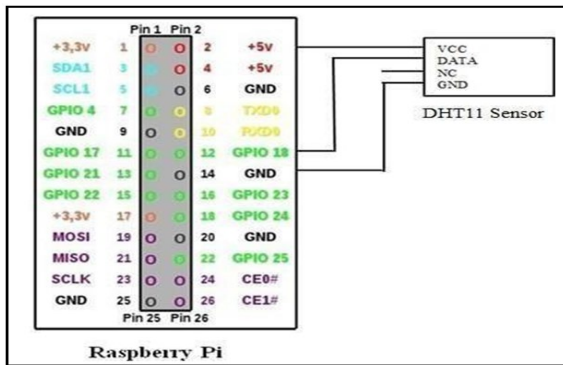 Pin 1 Pin 2
+3,3v 1 O O 2 +5v
SDA1 3 O O 4 +5v
SCL1 5 O O 6 GND
GPIO 4 7 O O 8 TXD0
GND 9 O O 10 RXD0
GPIO 17 11 O O 12 GPIO 18
GPIO 21 13 O O 14 GND
GPIO 22 15 O O 16 GPIO 23
+3,3v 17 O O 18 GPIO 24
MOSI 19 O O 20 GND
MISO 21 O O 22 GPIO 25
SCLK 23 O O 24 CE0#
GND 25 O O 26 CE1#
Pin 25 Pin 26
Raspberry Pi
VCC
DATA
NC
GND
DHT11 Sensor